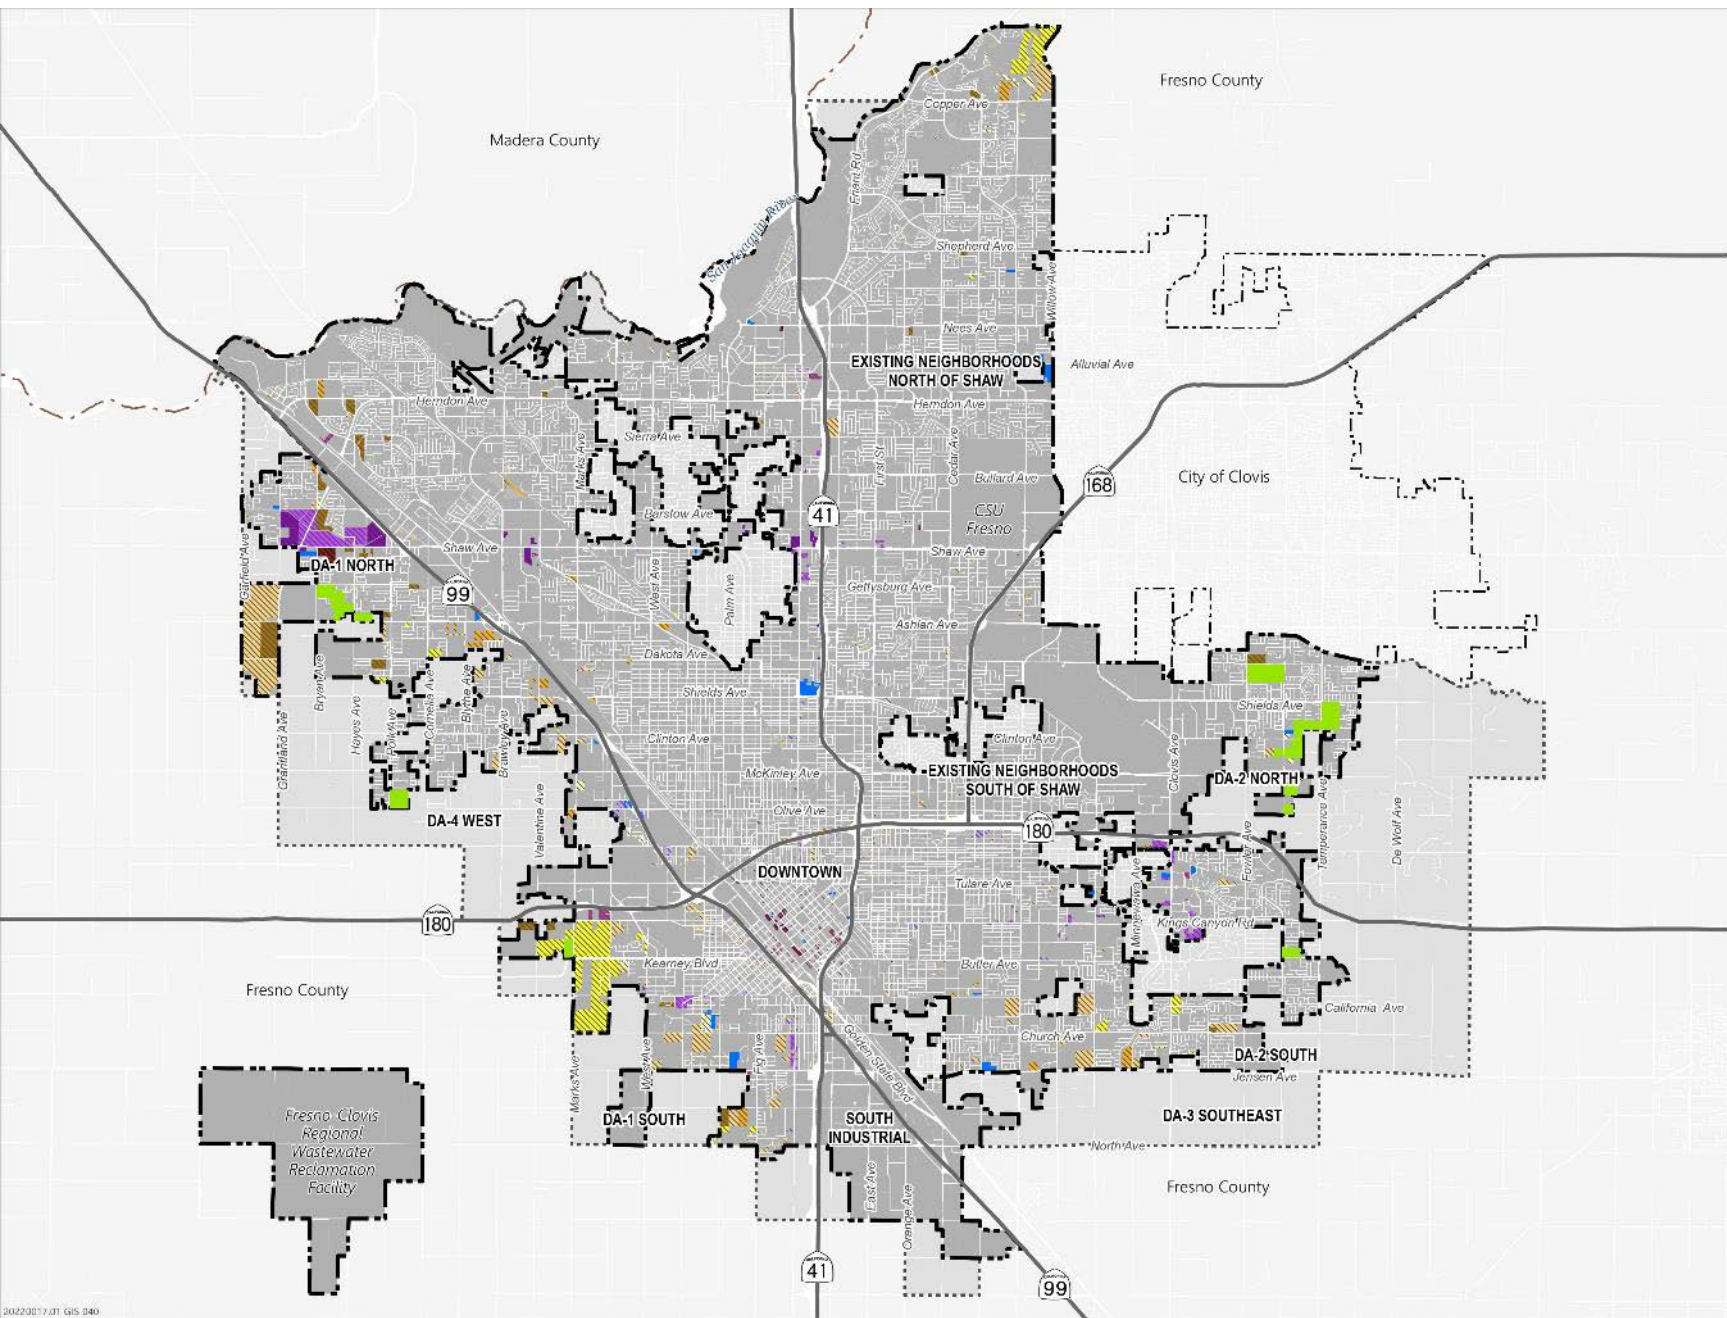 Fresno County
Copper Ave
Madera County
Friant Rd
San Joaquin River
Shepherd Ave
Willow Ave
Nees Ave
EXISTING NEIGHBORHOODS
NORTH OF SHAW
Alluvial Ave
Herndon Ave
Herndon Ave
Sierra Ave
Marks Ave
First St
Cedar Ave
Bullard Ave
City of Clovis
168
41
CSU
Fresno
Barstow Ave
Shaw Ave
Shaw Ave
Garfield Ave
DA-1 NORTH
99
West Ave
Palm Ave
Gettysburg Ave
Ashlan Ave
Dakota Ave
Shields Ave
Shields Ave
Bryan Ave
Hayes Ave
Polk Ave
Cornelia Ave
Blythe Ave
Brawley Ave
Grantland Ave
Clinton Ave
Clinton Ave
Clovis Ave
McKinley Ave
EXISTING NEIGHBORHOODS
SOUTH OF SHAW
DA-2 NORTH
Olive Ave
DA-4 WEST
Valentine Ave
180
Fowler Ave
Temperance Ave
De Wolf Ave
DOWNTOWN
Tulare Ave
Minnewawa Ave
180
Kings Canyon Rd
Kearney Blvd
Butler Ave
Fresno County
California Ave
Golden State Blvd
Church Ave
Fig Ave
West Ave
Marks Ave
DA-2 SOUTH
Jensen Ave
DA-1 SOUTH
SOUTH
INDUSTRIAL
DA-3 SOUTHEAST
North Ave
Fresno-Clovis
Regional
Wastewater
Reclamation
Facility
East Ave
Orange Ave
Fresno County
41
99
20220017.01 GIS 040